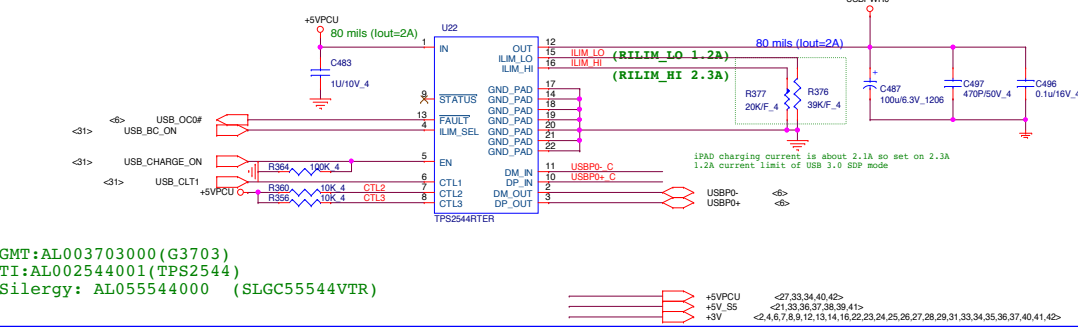 +5VPCU
80 mils (Iout=2A)
C483
1U/10V_4
U22
1 IN
9 STATUS
13 FAULT
4 ILIM_SEL
5 EN
6 CTL1
7 CTL2
8 CTL3
TPS2544RTER
OUT 12
ILIM_LO 15
ILIM_HI 16
GND_PAD 17
GND_PAD 14
GND_PAD 18
GND_PAD 19
GND_PAD 20
GND_PAD 21
GND_PAD 22
DM_IN 11
DP_IN 10
DM_OUT 2
DP_OUT 3
<6> USB_OC0#
<31> USB_BC_ON
<31> USB_CHARGE_ON
<31> USB_CLT1
+5VPCU
R364 100K_4
R360 10K_4 CTL2
R356 10K_4 CTL3
ILIM_LO (RILIM_LO 1.2A)
ILIM_HI (RILIM_HI 2.3A)
80 mils (Iout=2A)
R377
20K/F_4
R376
39K/F_4
+
C487
100u/6.3V_1206
C497
470P/50V_4
C496
0.1u/16V_4
iPAD charging current is about 2.1A so set on 2.3A
1.2A current limit of USB 3.0 SDP mode
USBP0-_C
USBP0+_C
USBP0- <6>
USBP0+ <6>
GMT:AL003703000(G3703)
TI:AL002544001(TPS2544)
Silergy: AL055544000 (SLGC55544VTR)
+5VPCU <27,33,34,40,42>
+5V_S5 <21,33,36,37,38,39,41>
+3V <2,4,6,7,8,9,12,13,14,16,22,23,24,25,26,27,28,29,31,33,34,35,36,37,40,41,42>